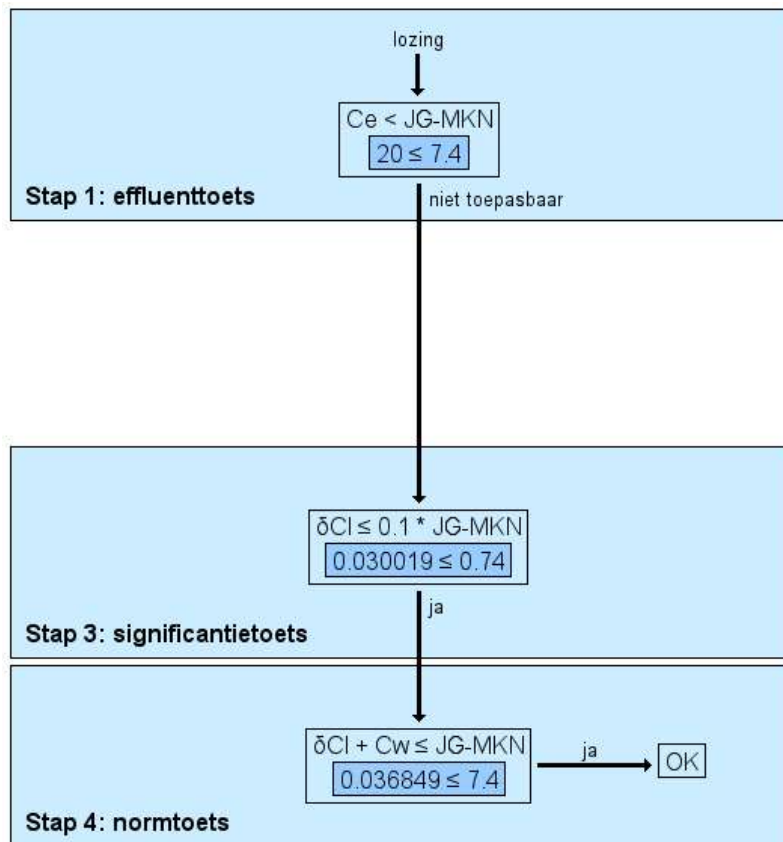 lozing
Ce < JG-MKN
20 ≤ 7.4
Stap 1: effluenttoets
niet toepasbaar
δCl ≤ 0.1 * JG-MKN
0.030019 ≤ 0.74
ja
Stap 3: significantietoets
δCl + Cw ≤ JG-MKN
0.036849 ≤ 7.4
ja
OK
Stap 4: normtoets